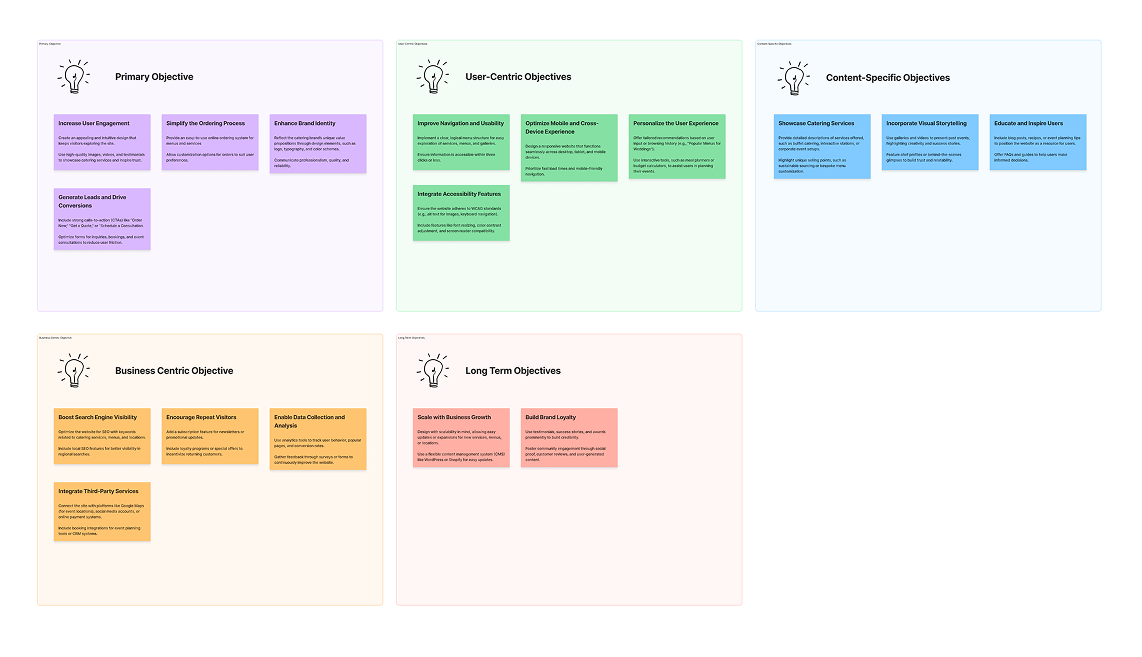 Primary Objective
Primary Objective
Increase User Engagement
Create an appealing and intuitive design that
keeps visitors exploring the site.
Use high-quality images, videos, and testimonials
to showcase catering services and inspire trust.
Simplify the Ordering Process
Provide an easy-to-use online ordering system for
menus and services
Allow customization options for orders to suit user
preferences.
Enhance Brand Identity
Reflect the catering brand's unique value
propositions through design elements, such as
logo, typography, and color schemes.
Communicate professionalism, quality, and
reliability.
Generate Leads and Drive
Conversions
Include strong calls-to-action (CTAs) like "Order
Now," "Get a Quote," or "Schedule a Consultation.
Optimize forms for inquiries, bookings, and event
consultations to reduce user friction.
User-Centric Objectives
User-Centric Objectives
Improve Navigation and Usability
Implement a clear, logical menu structure for easy
exploration of services, menus, and galleries.
Ensure information is accessible within three
clicks or less.
Optimize Mobile and Cross-
Device Experience
Design a responsive website that functions
seamlessly across desktop, tablet, and mobile
devices.
Prioritize fast load times and mobile-friendly
navigation.
Personalize the User Experience
Offer tailored recommendations based on user
input or browsing history (e.g., "Popular Menus for
Weddings").
Use interactive tools, such as meal planners or
budget calculators, to assist users in planning
their events.
Integrate Accessibility Features
Ensure the website adheres to WCAG standards
(e.g., alt text for images, keyboard navigation).
Include features like font resizing, color contrast
adjustment, and screen-reader compatibility.
Content-Specific Objectives
Content-Specific Objectives
Showcase Catering Services
Provide detailed descriptions of services offered,
such as buffet catering, interactive stations, or
corporate event setups.
Highlight unique selling points, such as
sustainable sourcing or bespoke menu
customization.
Incorporate Visual Storytelling
Use galleries and videos to present past events,
highlighting creativity and success stories.
Feature chef profiles or behind-the-scenes
glimpses to build trust and relatability.
Educate and Inspire Users
Include blog posts, recipes, or event planning tips
to position the website as a resource for users.
Offer FAQs and guides to help users make
informed decisions.
Business Centric Objective
Business Centric Objective
Boost Search Engine Visibility
Optimize the website for SEO with keywords
related to catering services, menus, and locations.
Include local SEO features for better visibility in
regional searches.
Encourage Repeat Visitors
Add a subscription feature for newsletters or
promotional updates.
Include loyalty programs or special offers to
incentivize returning customers.
Enable Data Collection and
Analysis
Use analytics tools to track user behavior, popular
pages, and conversion rates.
Gather feedback through surveys or forms to
continuously improve the website.
Integrate Third-Party Services
Connect the site with platforms like Google Maps
(for event locations), social media accounts, or
online payment systems.
Include booking integrations for event planning
tools or CRM systems.
Long Term Objectives
Long Term Objectives
Scale with Business Growth
Design with scalability in mind, allowing easy
updates or expansions for new services, menus,
or locations.
Use a flexible content management system (CMS)
like WordPress or Shopify for easy updates.
Build Brand Loyalty
Use testimonials, success stories, and awards
prominently to build credibility.
Foster community engagement through social
proof, customer reviews, and user-generated
content.